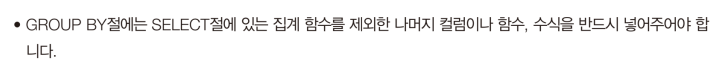 • GROUP BY절에는 SELECT절에 있는 집계 함수를 제외한 나머지 컬럼이나 함수, 수식을 반드시 넣어주어야 합
니다.